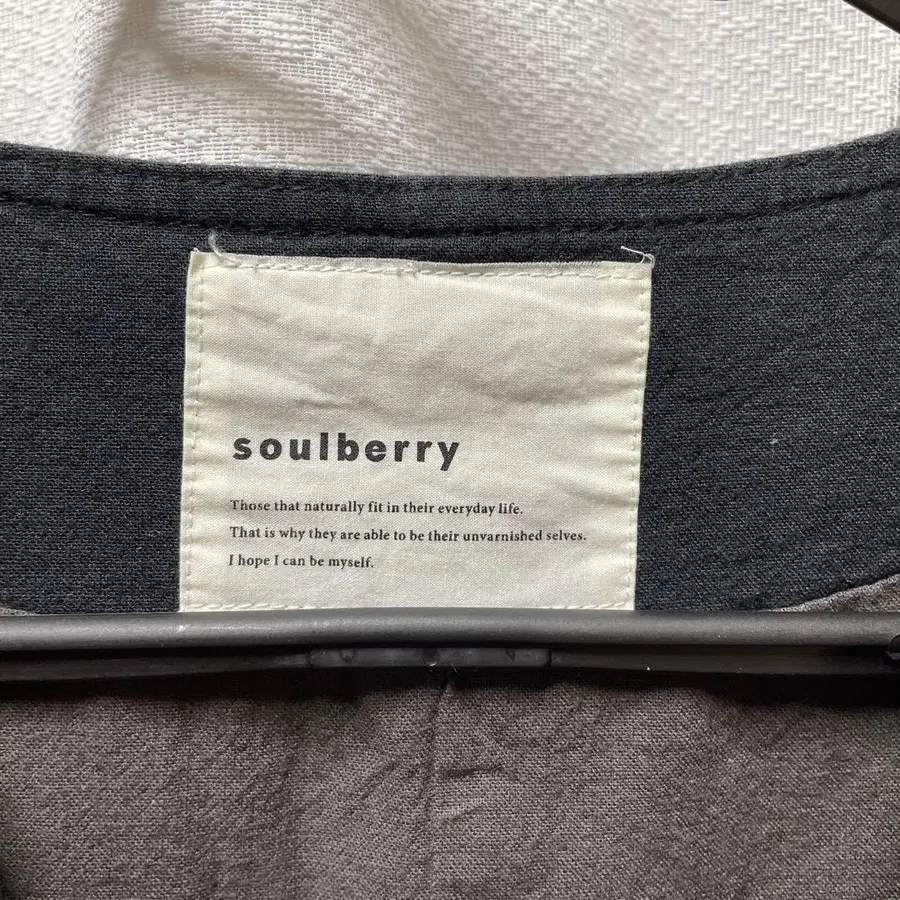 soulberry
Those that naturally fit in their everyday life.
That is why they are able to be their unvarnished selves.
I hope I can be myself.